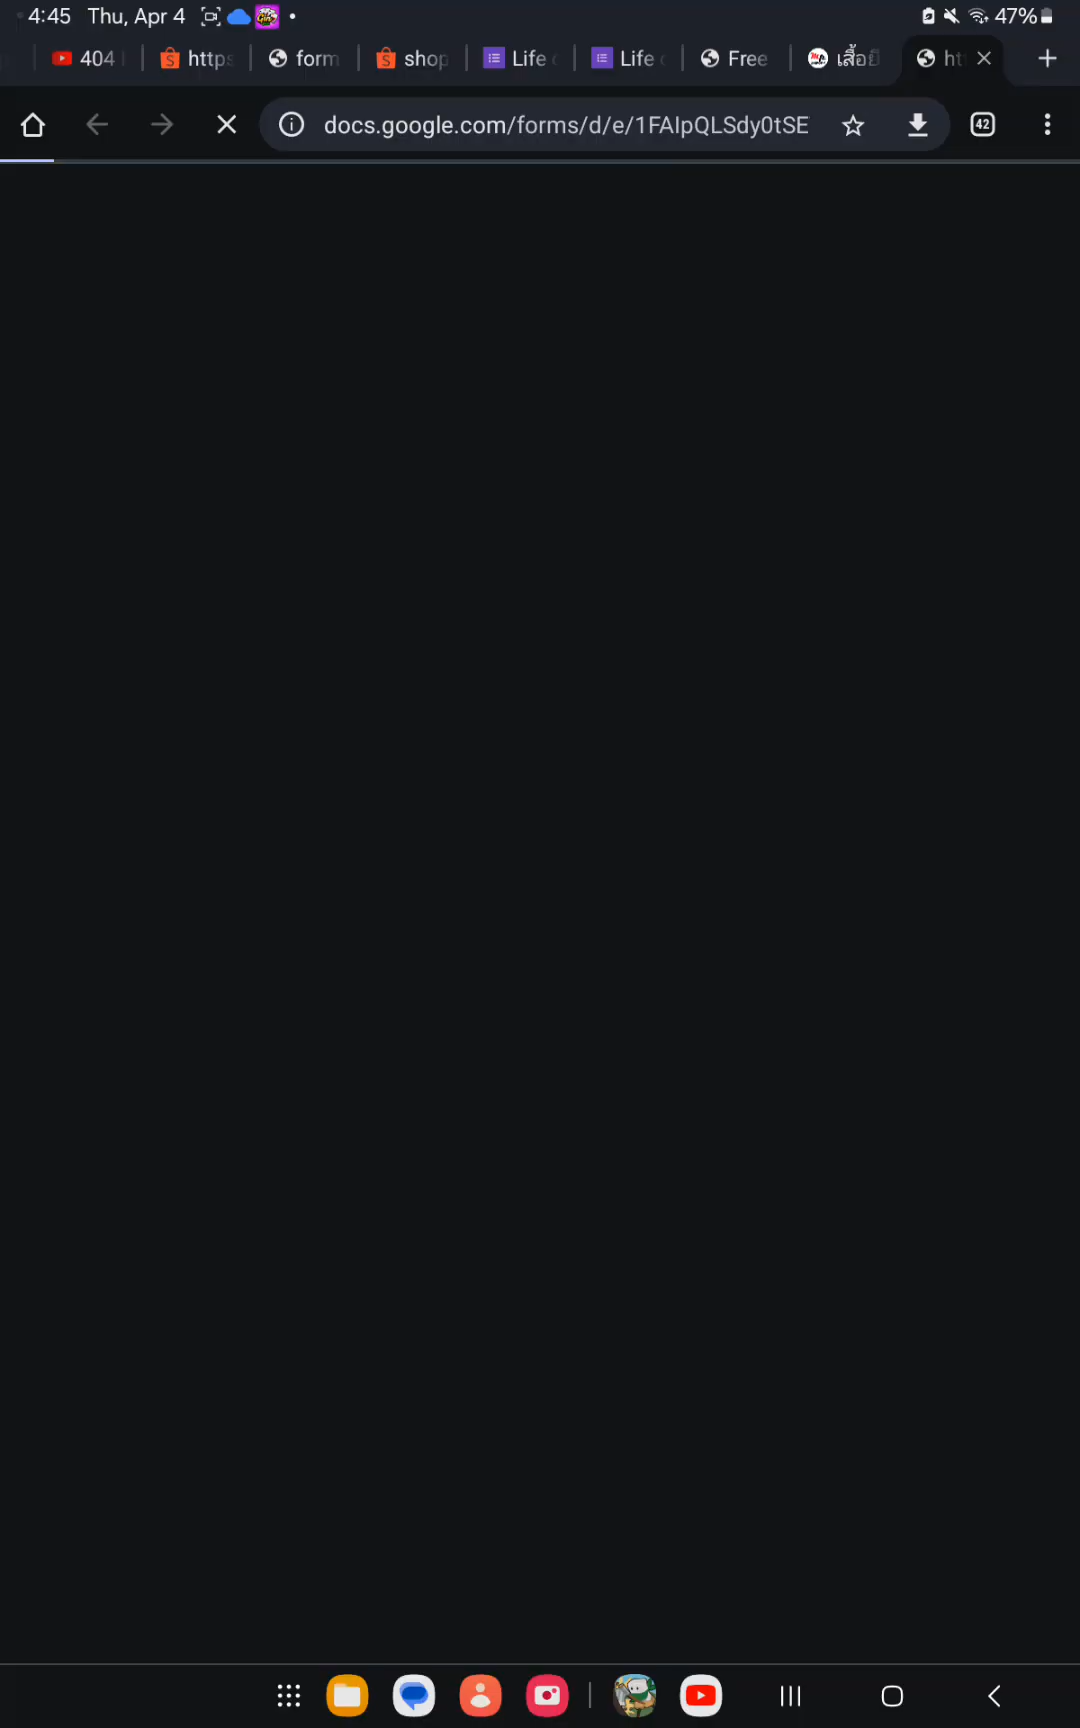 4:45 Thu, Apr 4 47%
404 https form shop Life Life Free เสื้อยื ht
docs.google.com/forms/d/e/1FAIpQLSdy0tSE 42